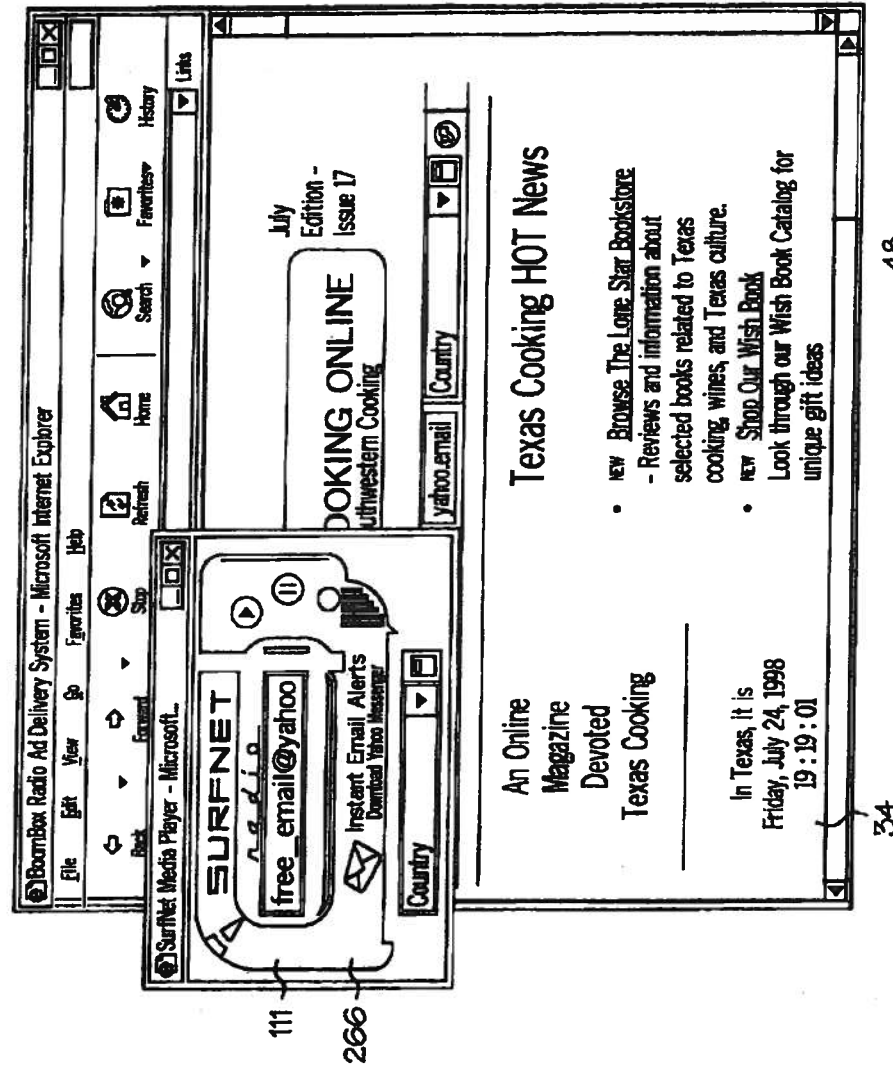 BoomBox Radio Ad Delivery System - Microsoft Internet Explorer
File Edit View Go Favorites Help
Back Forward Stop Refresh Home Search Favorites History
Links
SurfNet Media Player - Microsoft...
SURFNET
radio
free_email@yahoo
Instant Email Alerts
Download Yahoo Messenger
Country
111
266
July
Edition -
Issue 17
OOKING ONLINE
uthwestern Cooking
yahoo.email Country
An Online
Magazine
Devoted
Texas Cooking
In Texas, it is
Friday, July 24, 1998
19:19:01
Texas Cooking HOT News
• NEW Browse The Lone Star Bookstore
- Reviews and information about
selected books related to Texas
cooking, wines, and Texas culture.
• NEW Shop Our Wish Book
Look through our Wish Book Catalog for
unique gift ideas
34